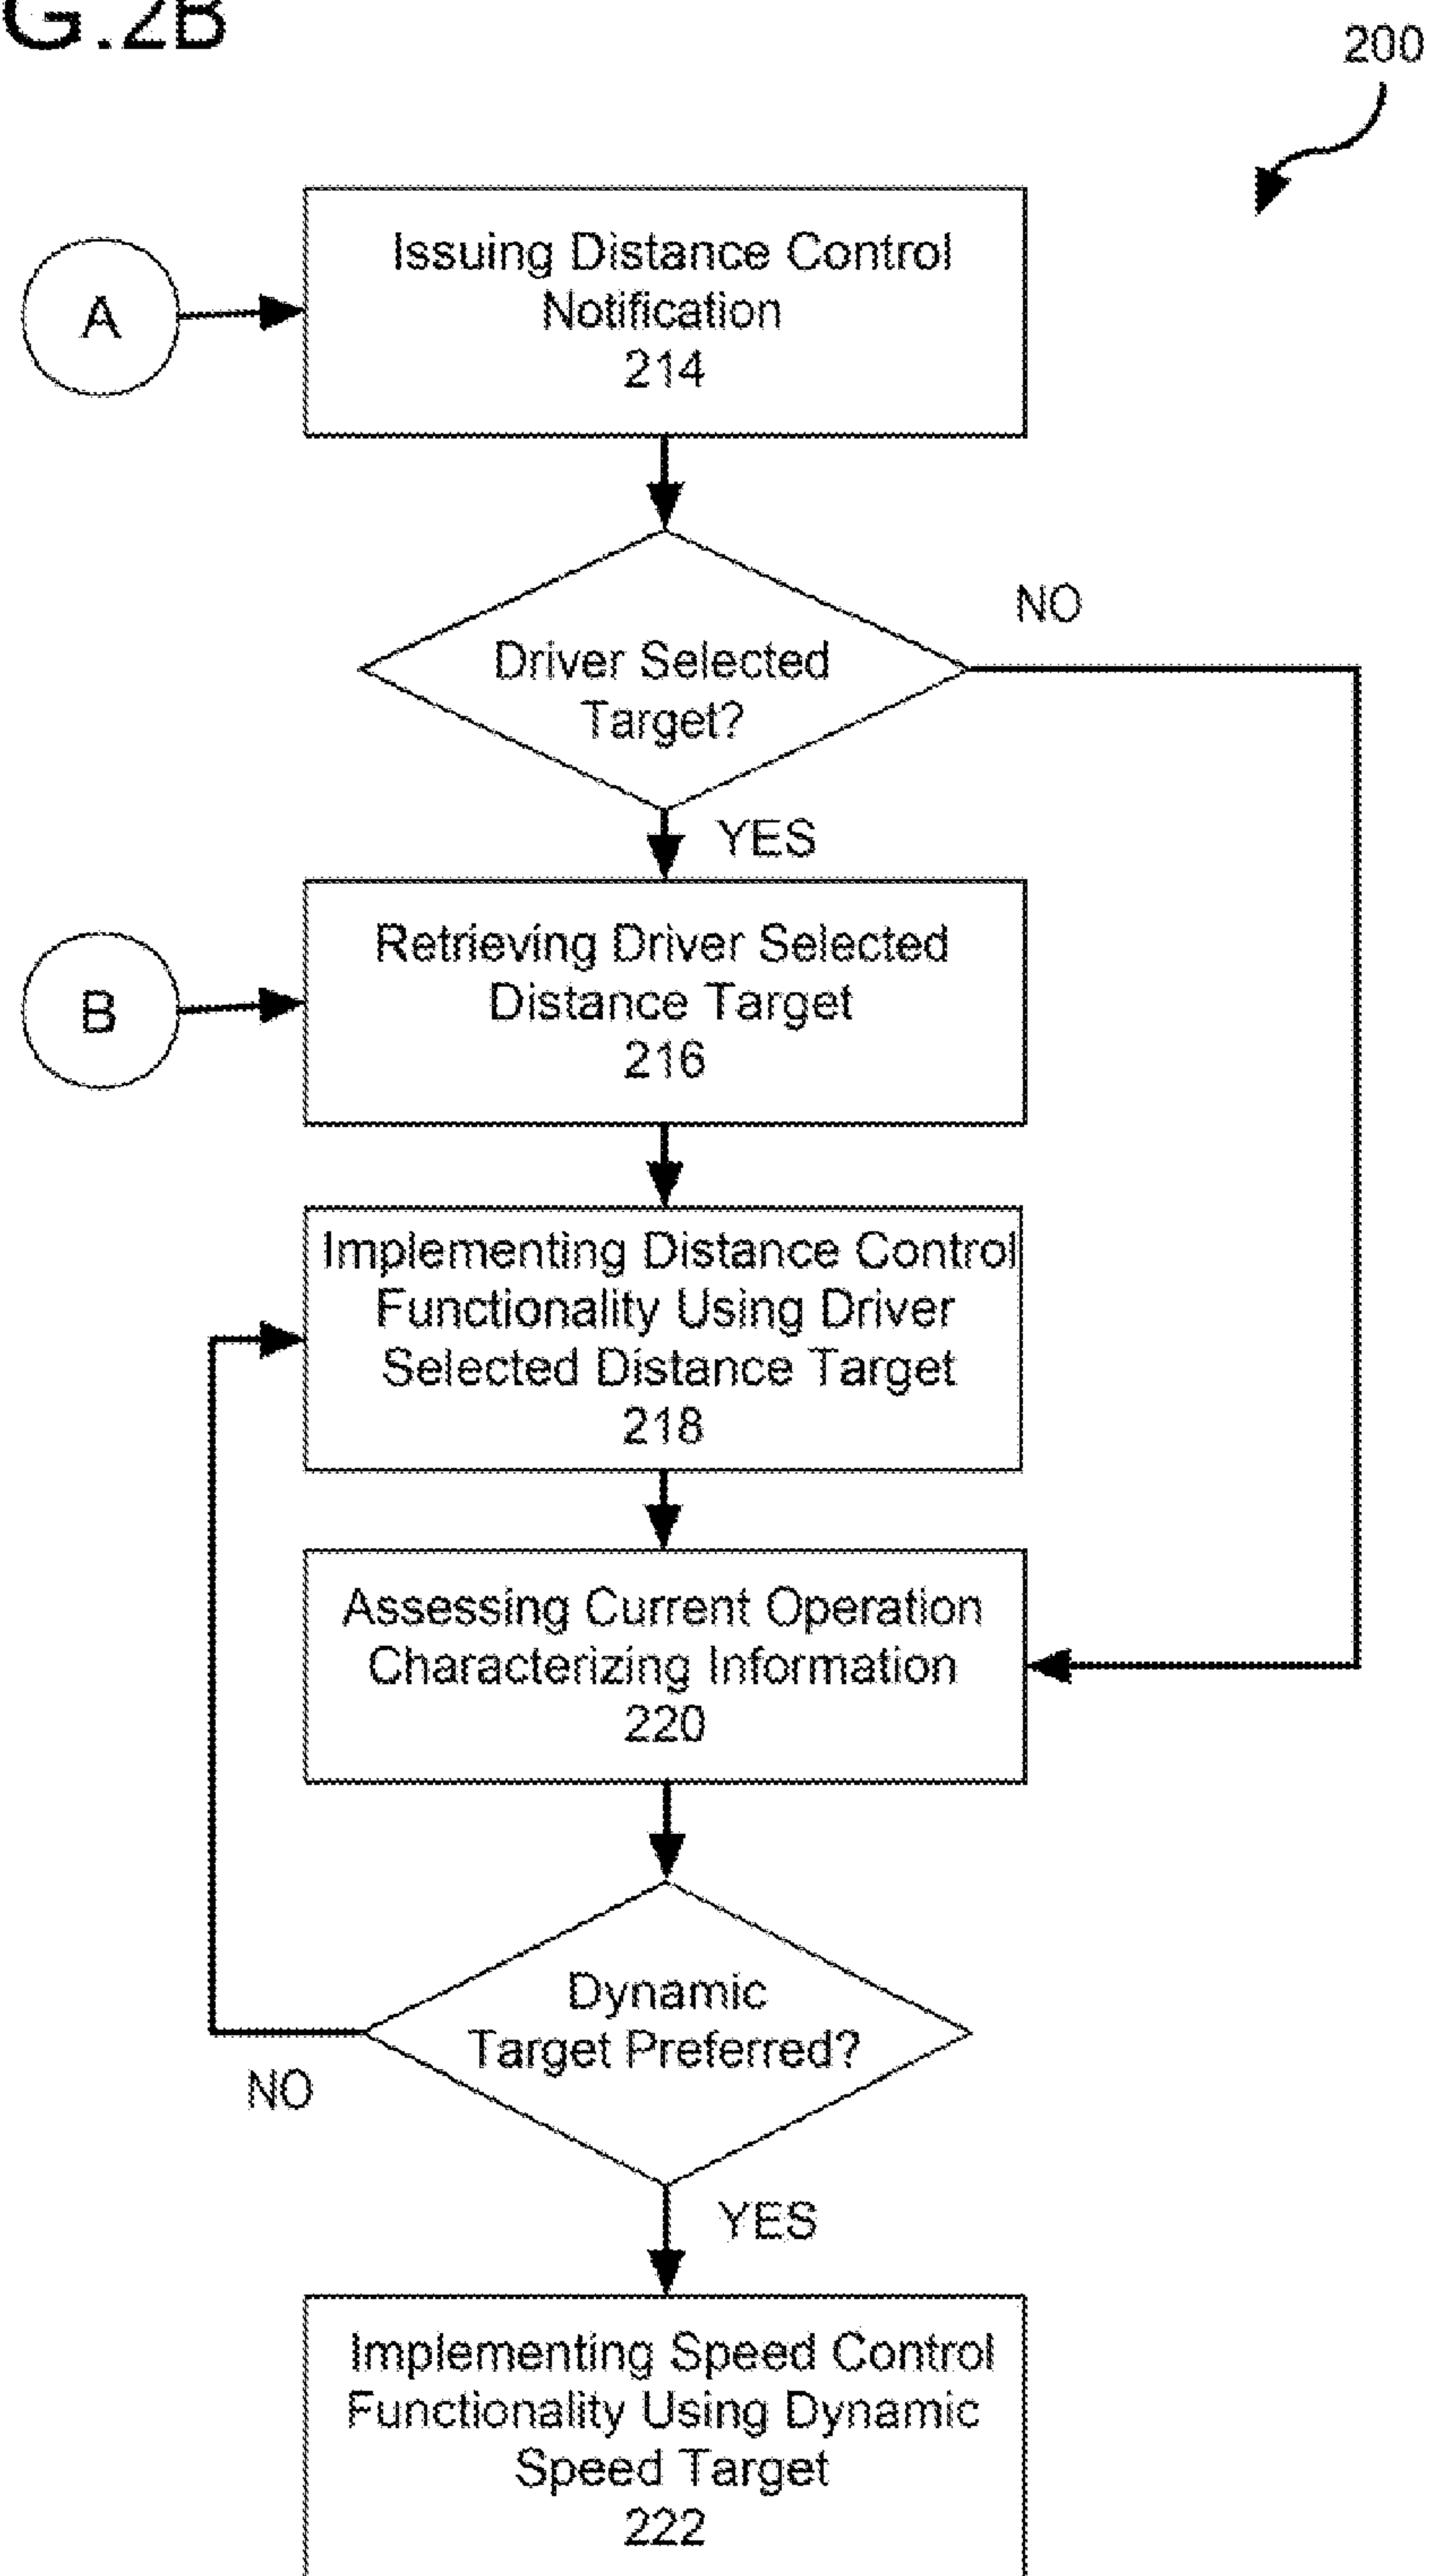 G.2B
200
A
Issuing Distance Control
Notification
214
Driver Selected
Target?
NO
YES
B
Retrieving Driver Selected
Distance Target
216
Implementing Distance Control
Functionality Using Driver
Selected Distance Target
218
Assessing Current Operation
Characterizing Information
220
Dynamic
Target Preferred?
NO
YES
Implementing Speed Control
Functionality Using Dynamic
Speed Target
222